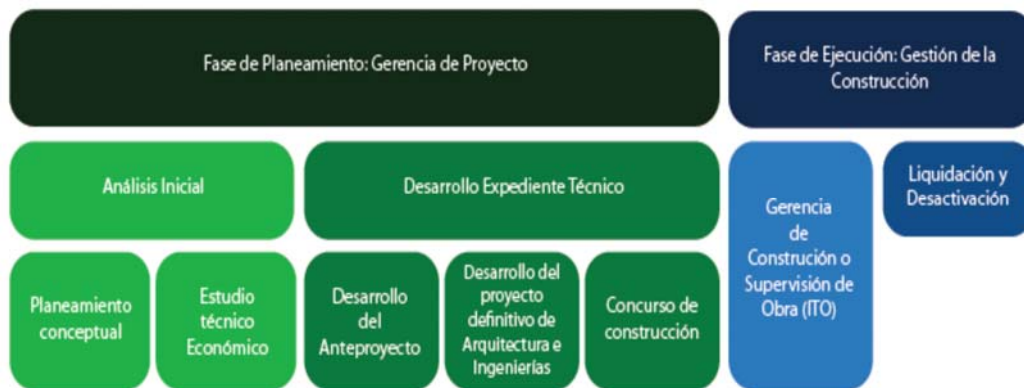 Fase de Planeamiento: Gerencia de Proyecto
Fase de Ejecución: Gestión de la
Construcción
Análisis Inicial
Desarrollo Expediente Técnico
Gerencia
de
Construción o
Supervisión de
Obra (ITO)
Liquidación y
Desactivación
Planeamiento
conceptual
Estudio
técnico
Económico
Desarrollo
del
Anteproyecto
Desarrollo del
proyecto
definitivo de
Arquitectura e
Ingenierías
Concurso de
construcción